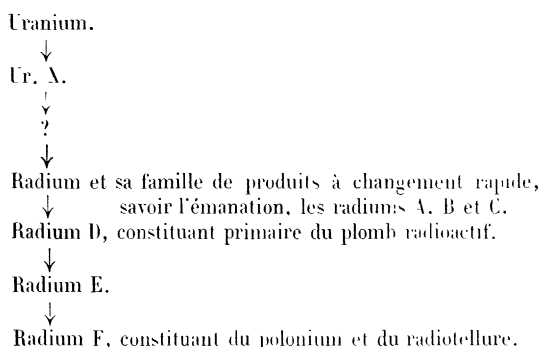 Uranium.
↓
Ur. X.
↓
?
↓
Radium et sa famille de produits à changement rapide,
↓ savoir l'émanation, les radiums A. B et C.
Radium D, constituant primaire du plomb radioactif.
↓
Radium E.
↓
Radium F, constituant du polonium et du radiotellure.